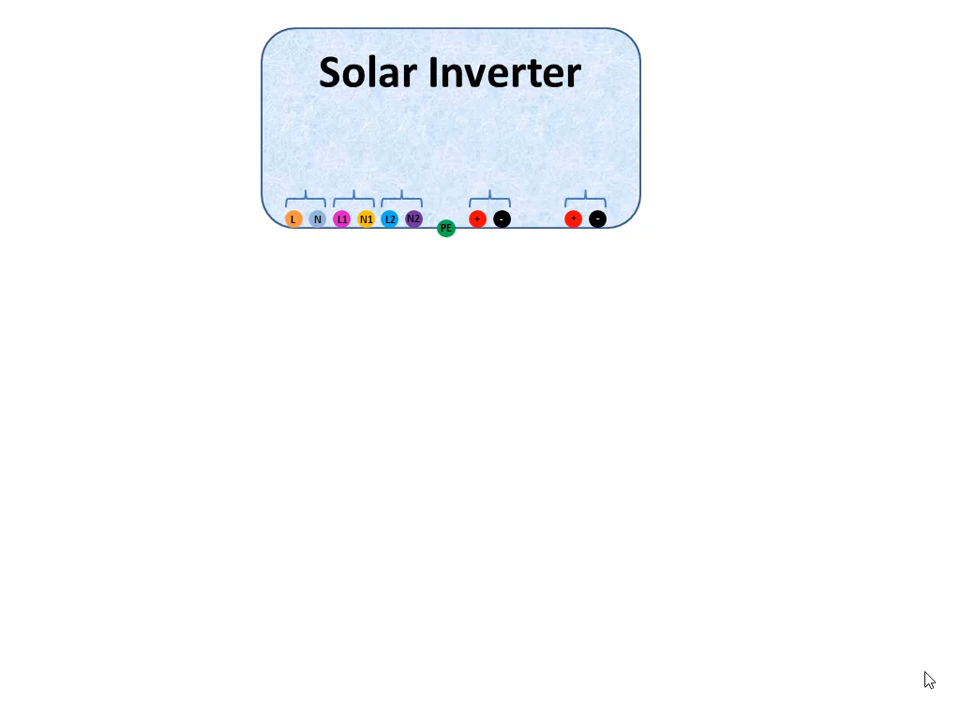 Solar Inverter
L N L1 N1 L2 N2 PE + - + -